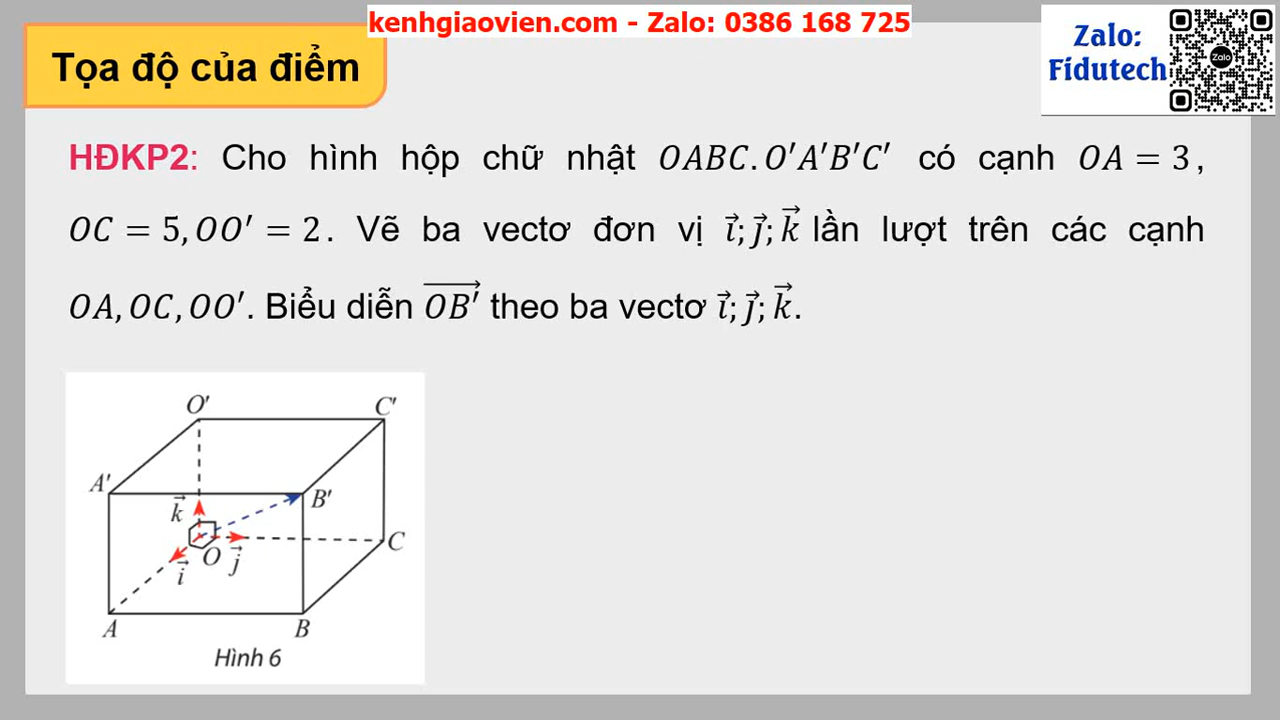 kenhgiaovien.com - Zalo: 0386 168 725
Zalo:
Fidutech
Zalo
Tọa độ của điểm
HĐKP2: Cho hình hộp chữ nhật OABC.O'A'B'C' có cạnh OA = 3,
OC = 5, OO' = 2. Vẽ ba vectơ đơn vị i⃗; j⃗; k⃗ lần lượt trên các cạnh
OA, OC, OO'. Biểu diễn \overrightarrow{OB'} theo ba vectơ i⃗; j⃗; k⃗.
O'
C'
A'
B'
k⃗
O
C
i⃗
j⃗
A
B
Hình 6